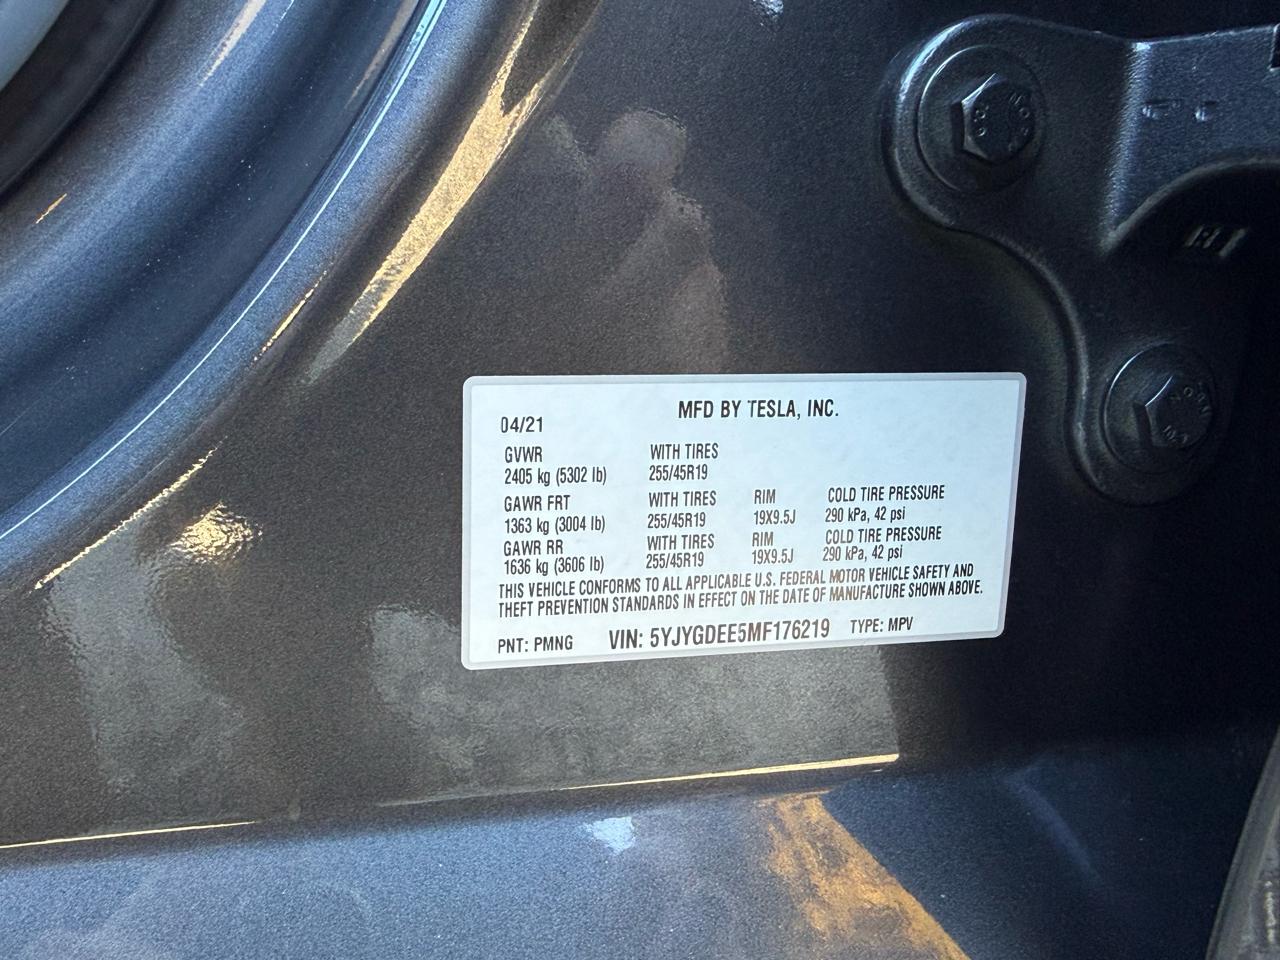 MFD BY TESLA, INC.
04/21
GVWR WITH TIRES
2405 kg (5302 lb) 255/45R19
GAWR FRT WITH TIRES RIM COLD TIRE PRESSURE
1363 kg (3004 lb) 255/45R19 19X9.5J 290 kPa, 42 psi
GAWR RR WITH TIRES RIM COLD TIRE PRESSURE
1636 kg (3606 lb) 255/45R19 19X9.5J 290 kPa, 42 psi
THIS VEHICLE CONFORMS TO ALL APPLICABLE U.S. FEDERAL MOTOR VEHICLE SAFETY AND
THEFT PREVENTION STANDARDS IN EFFECT ON THE DATE OF MANUFACTURE SHOWN ABOVE.
PNT: PMNG VIN: 5YJYGDEE5MF176219 TYPE: MPV